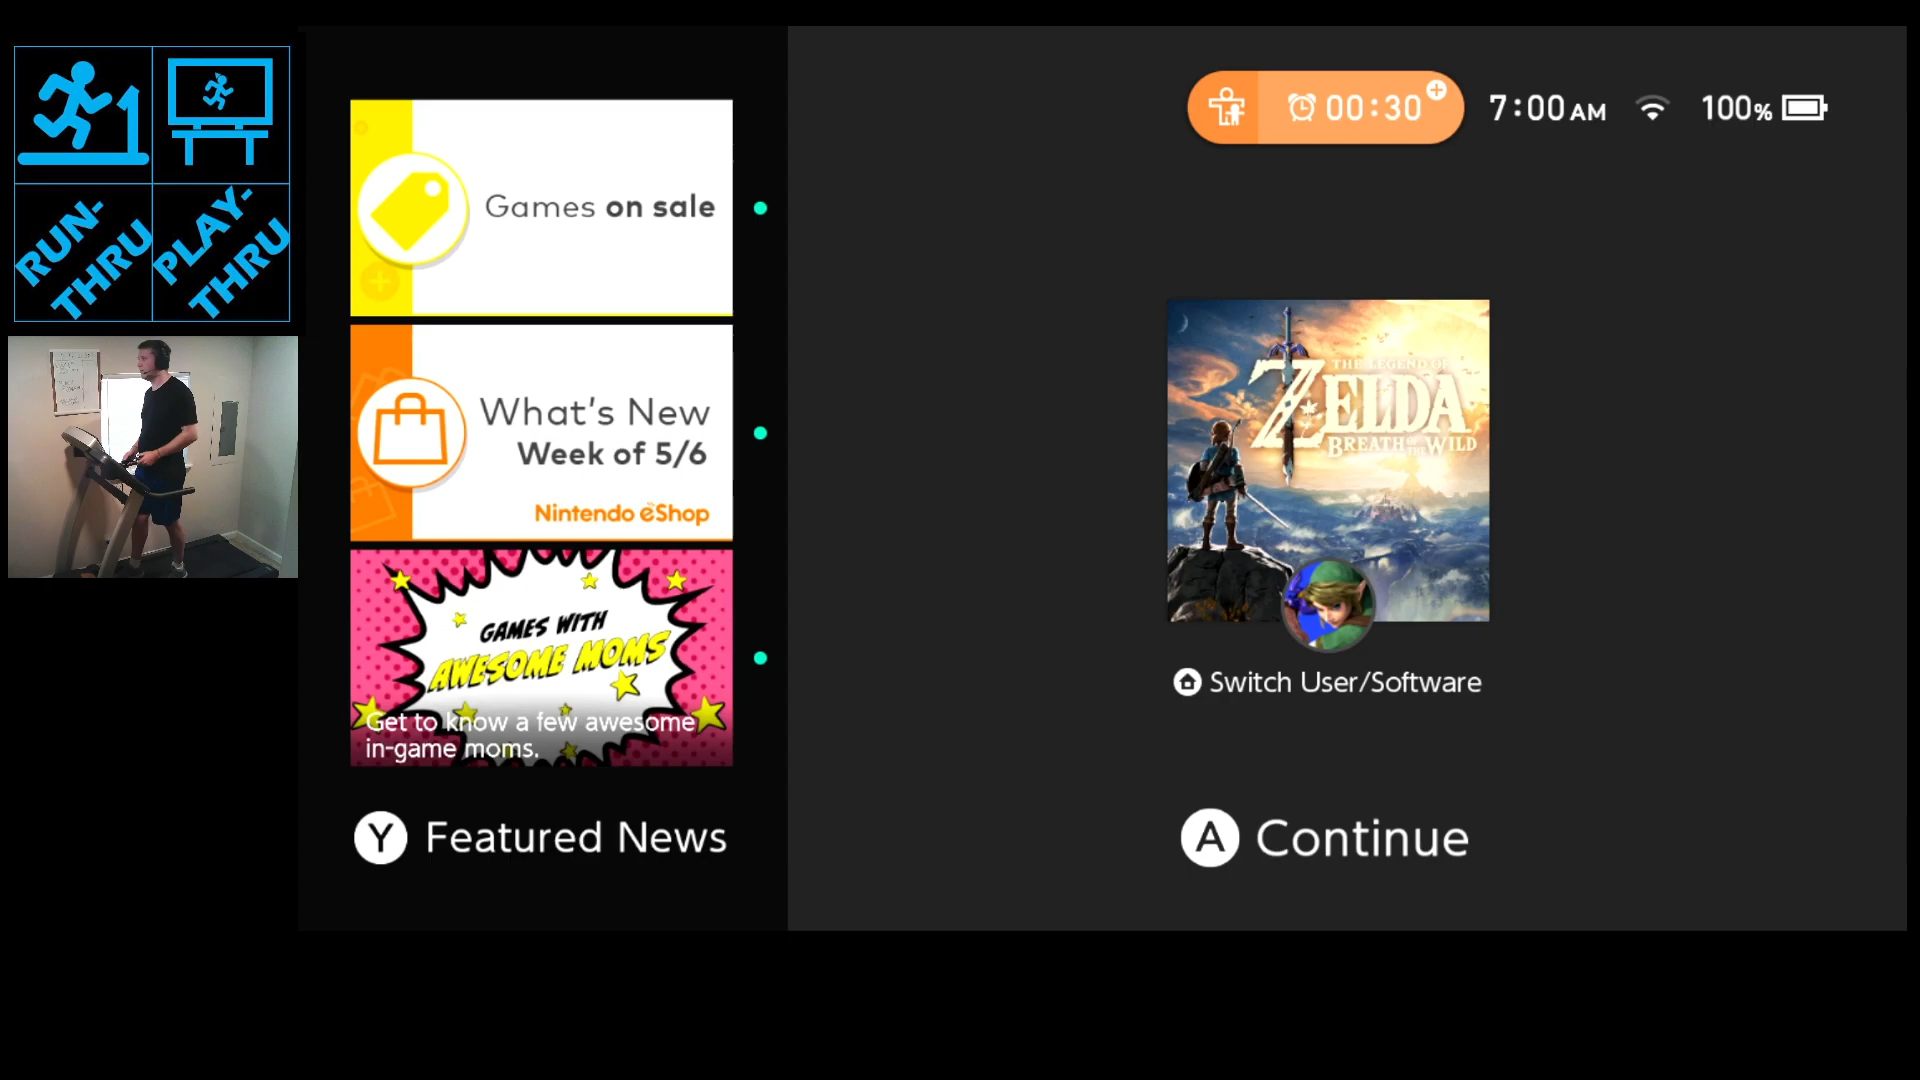 RUN-
THRU
PLAY-
THRU
Games on sale
What's New
Week of 5/6
Nintendo eShop
GAMES WITH
AWESOME MOMS
Get to know a few awesome
in-game moms.
Y Featured News
00:30
7:00 AM
100%
THE LEGEND OF
ZELDA
BREATH OF THE WILD
Switch User/Software
A Continue